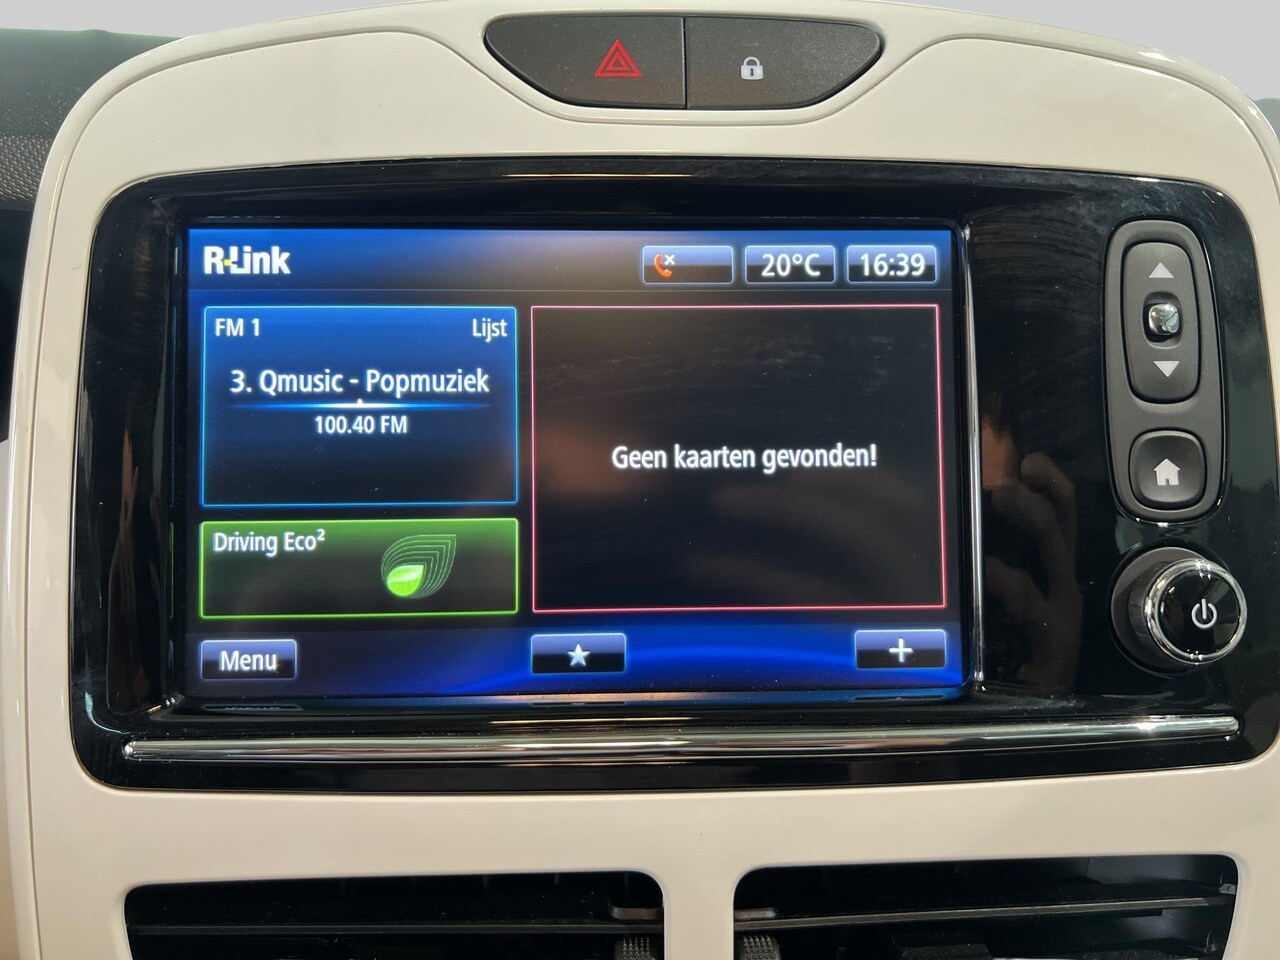 R-Link
20°C
16:39
FM 1
Lijst
3. Qmusic - Popmuziek
100.40 FM
Geen kaarten gevonden!
Driving Eco²
Menu